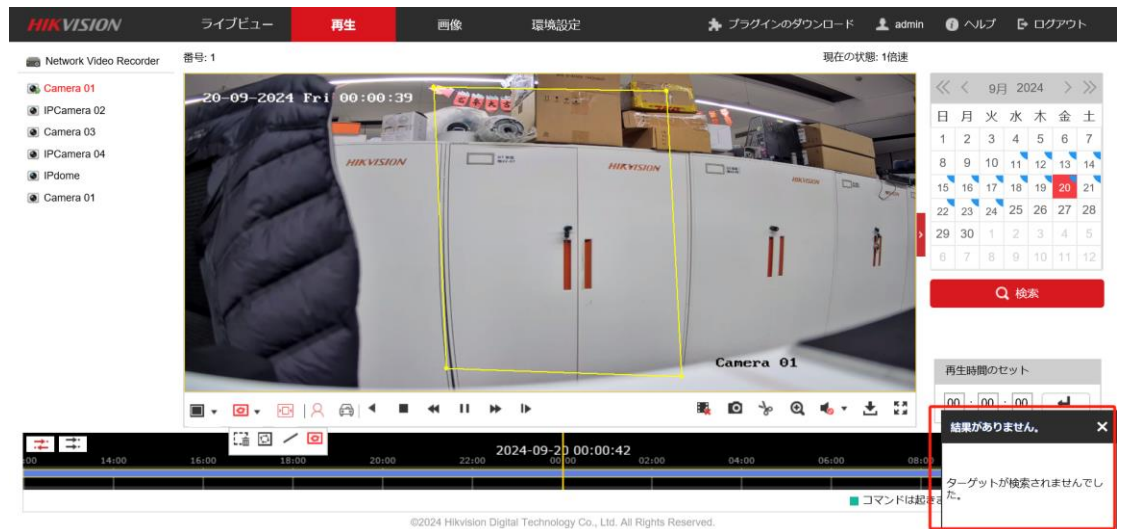 HIKVISION ライブビュー 再生 画像 環境設定 プラグインのダウンロード admin ヘルプ ログアウト
Network Video Recorder
番号: 1
現在の状態: 1倍速
Camera 01
IPCamera 02
Camera 03
IPCamera 04
IPdome
Camera 01
20-09-2024 Fri 00:00:39
HIKVISION
HIKVISION
HIKVISION
Camera 01
9月 2024
日 月 火 水 木 金 土
1 2 3 4 5 6 7
8 9 10 11 12 13 14
15 16 17 18 19 20 21
22 23 24 25 26 27 28
29 30 1 2 3 4 5
6 7 8 9 10 11 12
検索
再生時間のセット
00 : 00 : 00
2024-09-20 00:00:42
:00 14:00 16:00 18:00 20:00 22:00 00:00 02:00 04:00 06:00 08:0
結果がありません。
ターゲットが検索されませんでし
た。
コマンドは起き
©2024 Hikvision Digital Technology Co., Ltd. All Rights Reserved.